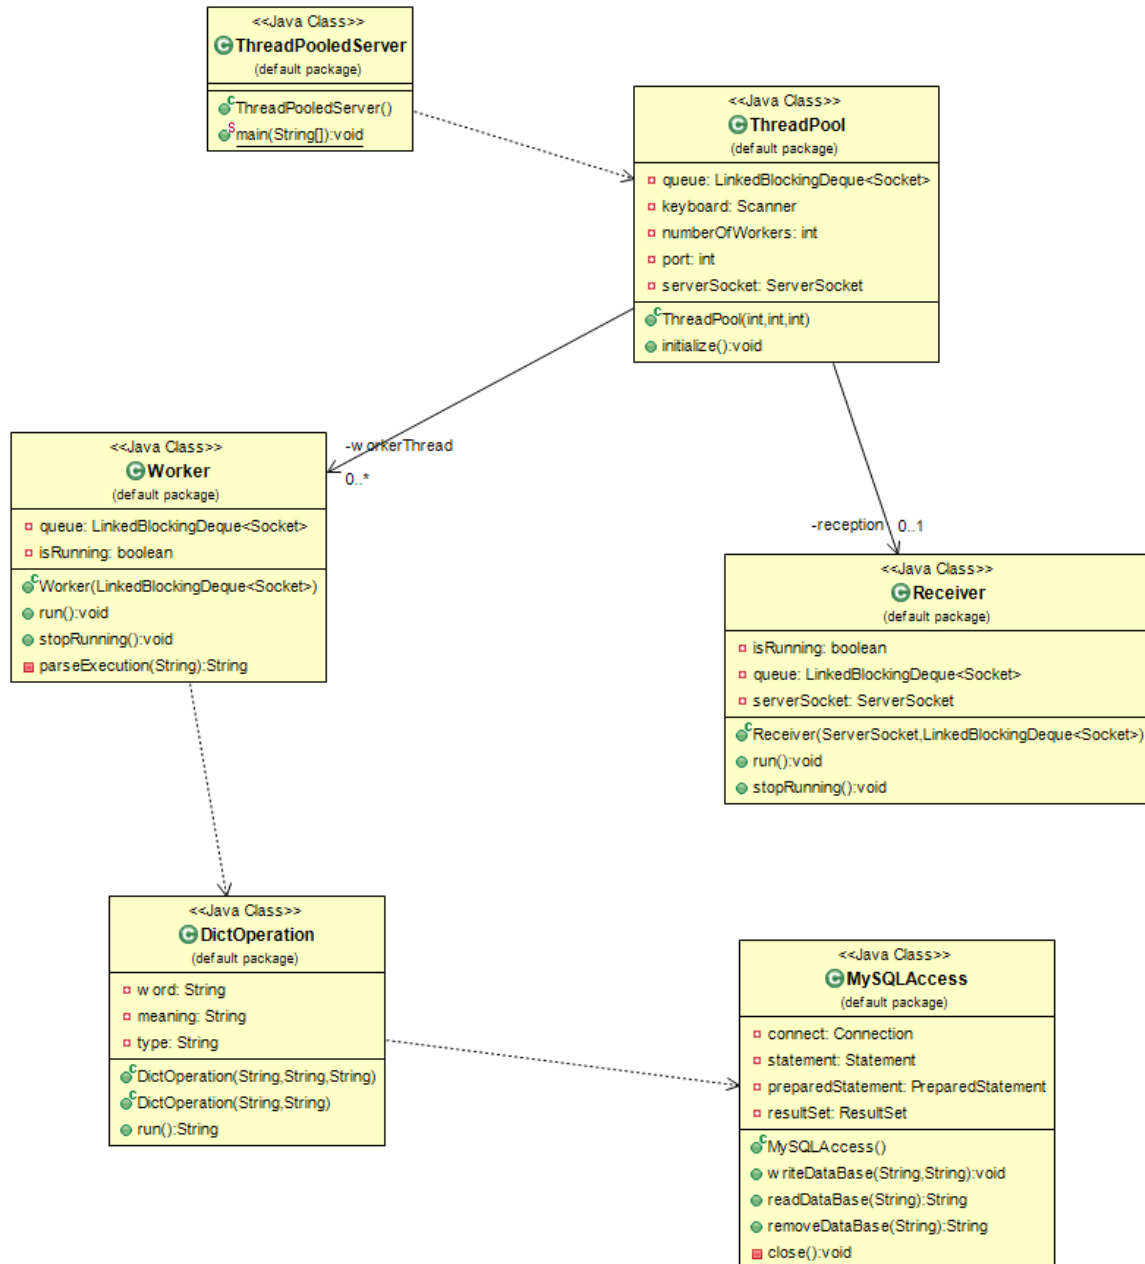 <<Java Class>>
ThreadPooledServer
(default package)
ThreadPooledServer()
main(String[]):void
<<Java Class>>
ThreadPool
(default package)
queue: LinkedBlockingDeque<Socket>
keyboard: Scanner
numberOfWorkers: int
port: int
serverSocket: ServerSocket
ThreadPool(int,int,int)
initialize():void
-workerThread
0..*
-reception 0..1
<<Java Class>>
Worker
(default package)
queue: LinkedBlockingDeque<Socket>
isRunning: boolean
Worker(LinkedBlockingDeque<Socket>)
run():void
stopRunning():void
parseExecution(String):String
<<Java Class>>
Receiver
(default package)
isRunning: boolean
queue: LinkedBlockingDeque<Socket>
serverSocket: ServerSocket
Receiver(ServerSocket,LinkedBlockingDeque<Socket>)
run():void
stopRunning():void
<<Java Class>>
DictOperation
(default package)
word: String
meaning: String
type: String
DictOperation(String,String,String)
DictOperation(String,String)
run():String
<<Java Class>>
MySQLAccess
(default package)
connect: Connection
statement: Statement
preparedStatement: PreparedStatement
resultSet: ResultSet
MySQLAccess()
writeDataBase(String,String):void
readDataBase(String):String
removeDataBase(String):String
close():void